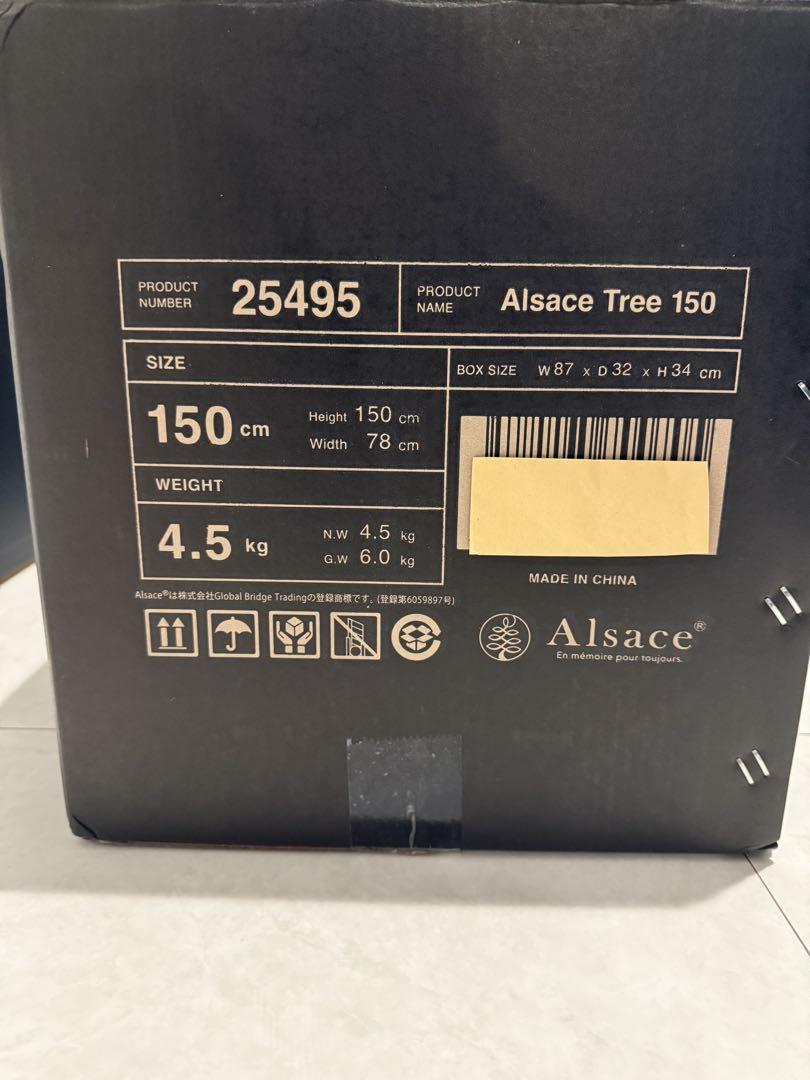 PRODUCT NUMBER 25495
PRODUCT NAME Alsace Tree 150
SIZE
150 cm
Height 150 cm
Width 78 cm
WEIGHT
4.5 kg
N.W 4.5 kg
G.W 6.0 kg
BOX SIZE W 87 x D 32 x H 34 cm
MADE IN CHINA
Alsace®は株式会社Global Bridge Tradingの登録商標です。(登録第6059897号)
Alsace®
En mémoire pour toujours.